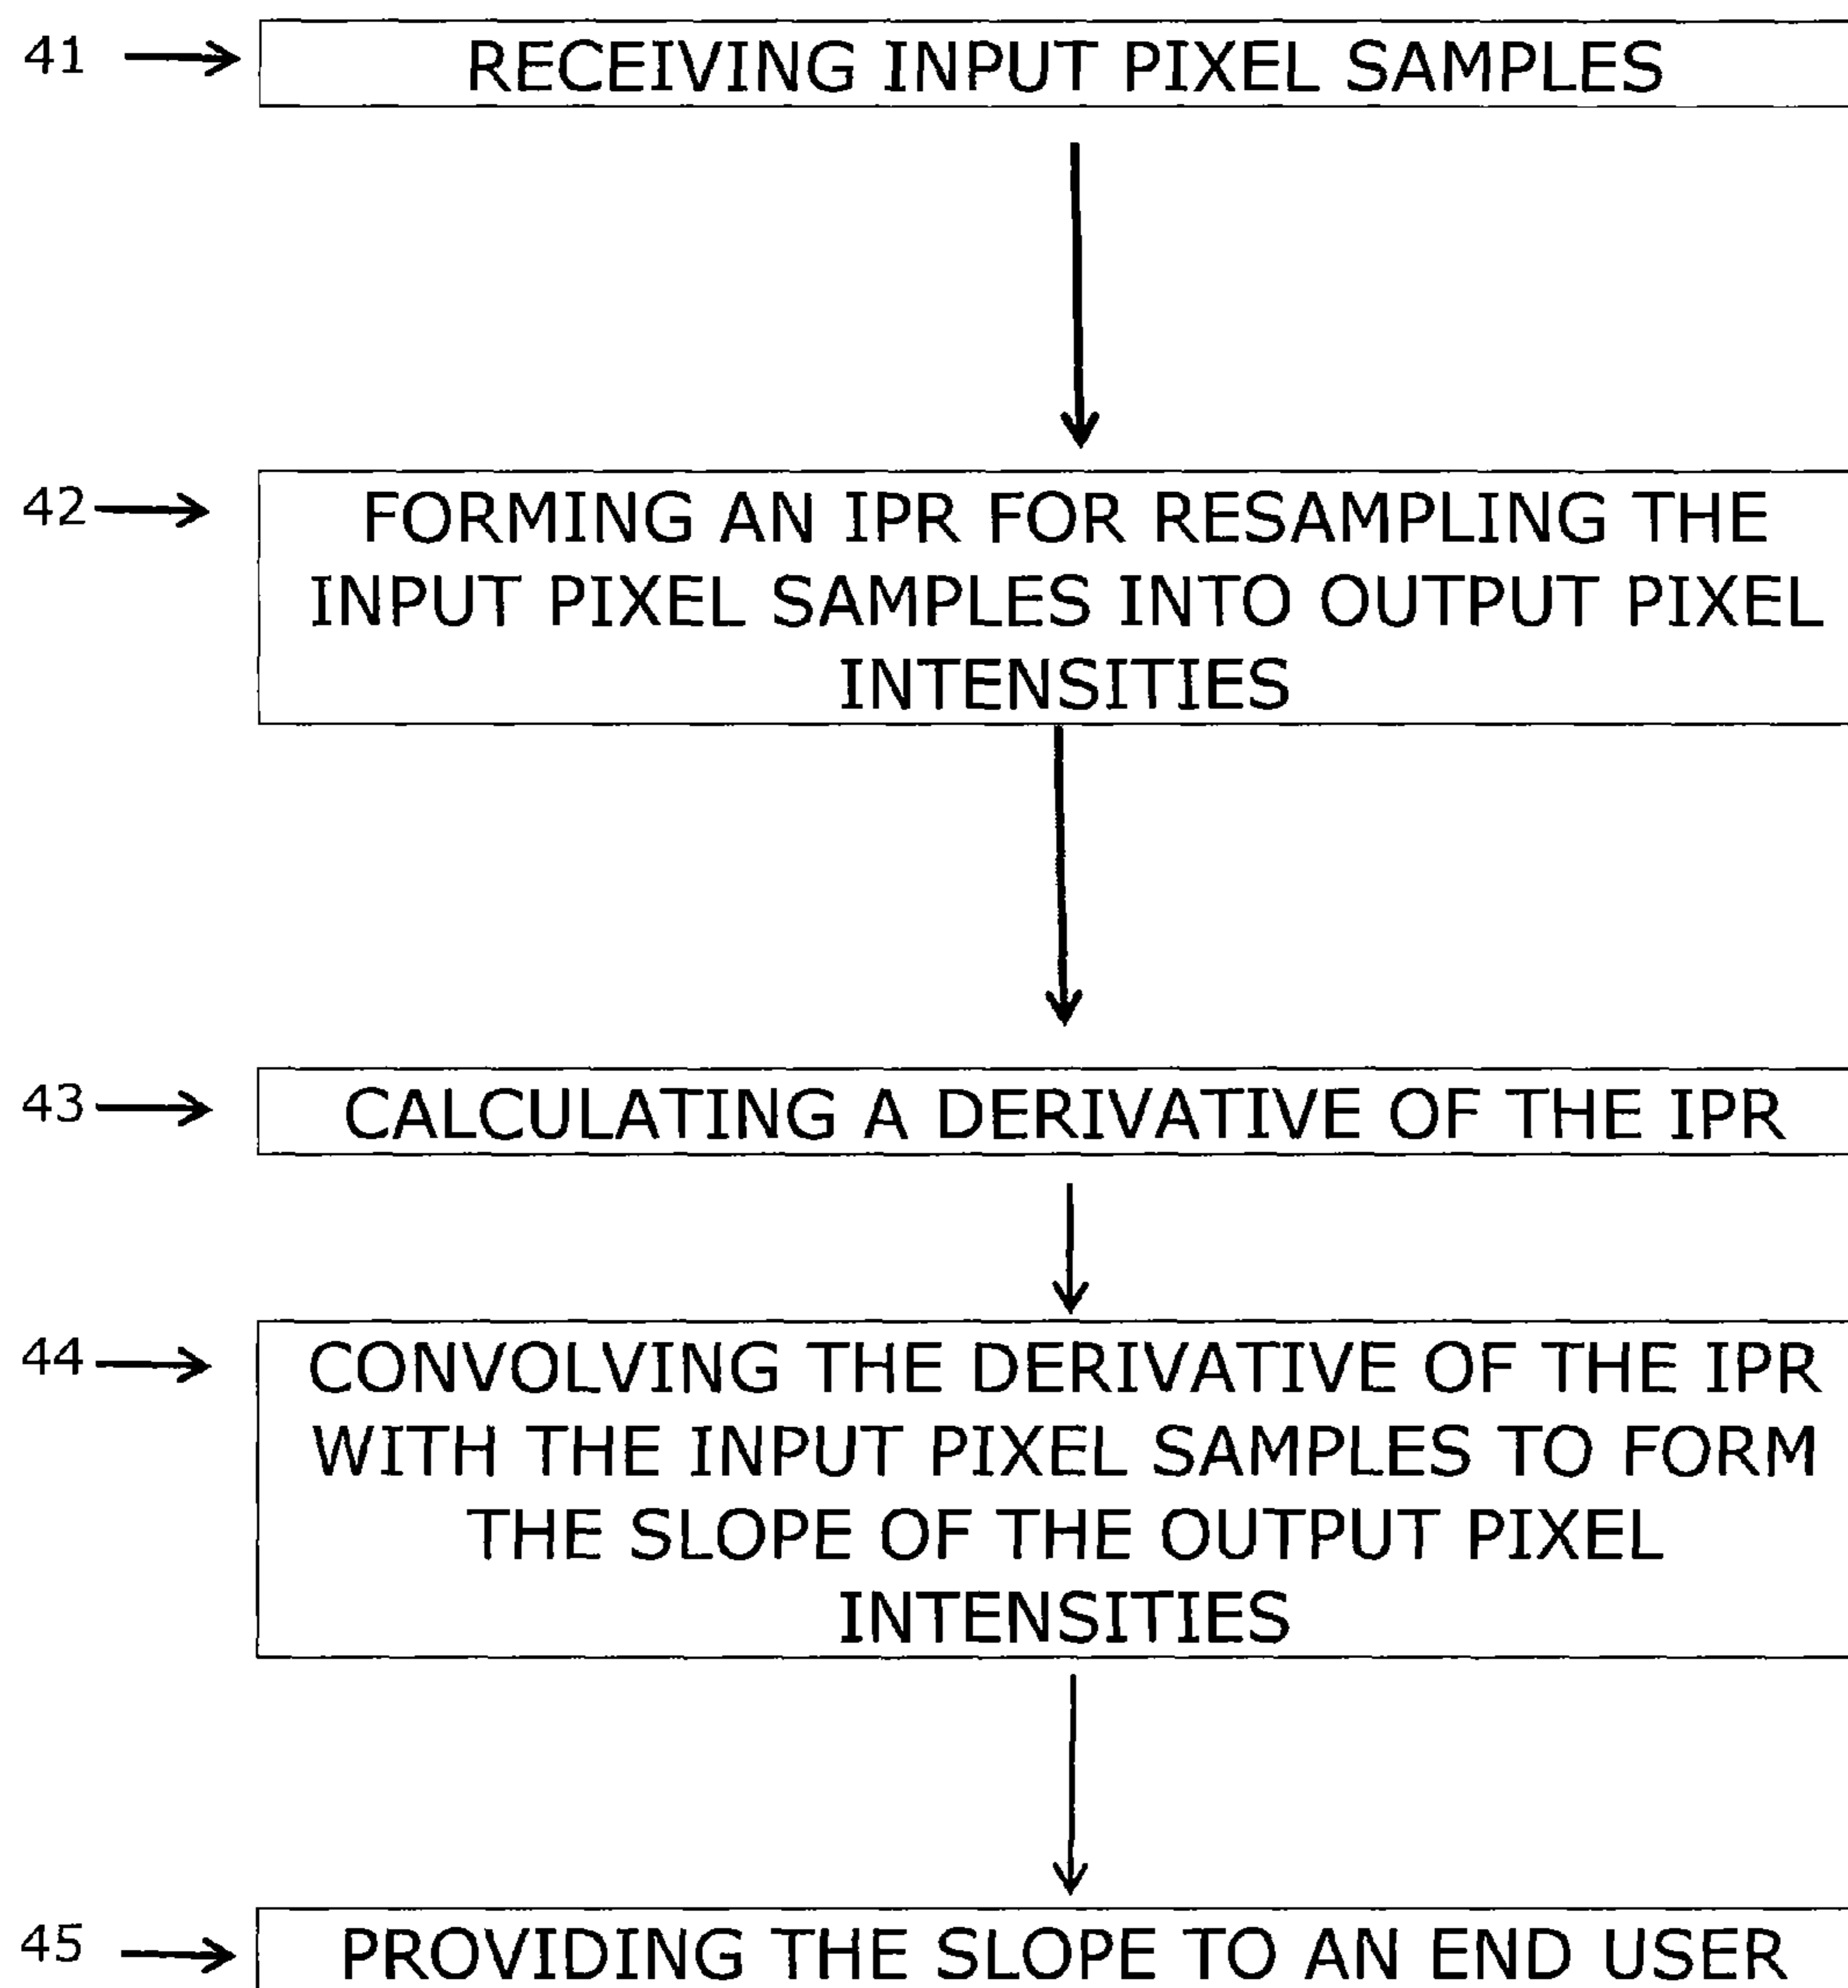 41 RECEIVING INPUT PIXEL SAMPLES
42 FORMING AN IPR FOR RESAMPLING THE
INPUT PIXEL SAMPLES INTO OUTPUT PIXEL
INTENSITIES
43 CALCULATING A DERIVATIVE OF THE IPR
44 CONVOLVING THE DERIVATIVE OF THE IPR
WITH THE INPUT PIXEL SAMPLES TO FORM
THE SLOPE OF THE OUTPUT PIXEL
INTENSITIES
45 PROVIDING THE SLOPE TO AN END USER